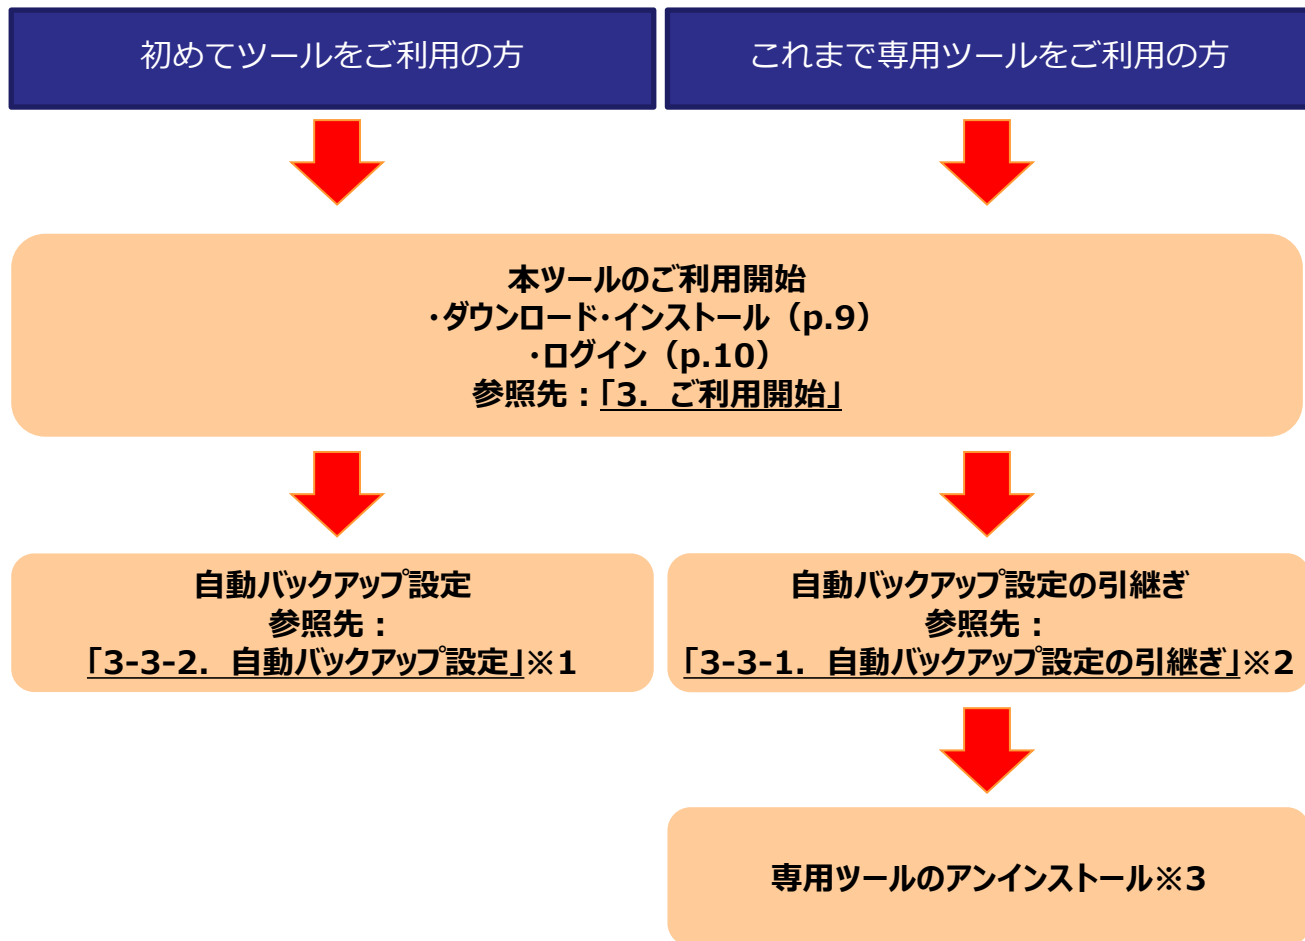 初めてツールをご利用の方
これまで専用ツールをご利用の方
本ツールのご利用開始
・ダウンロード・インストール（p.9）
・ログイン（p.10）
参照先：「3. ご利用開始」
自動バックアップ設定
参照先：
「3-3-2. 自動バックアップ設定」※1
自動バックアップ設定の引継ぎ
参照先：
「3-3-1. 自動バックアップ設定の引継ぎ」※2
専用ツールのアンインストール※3